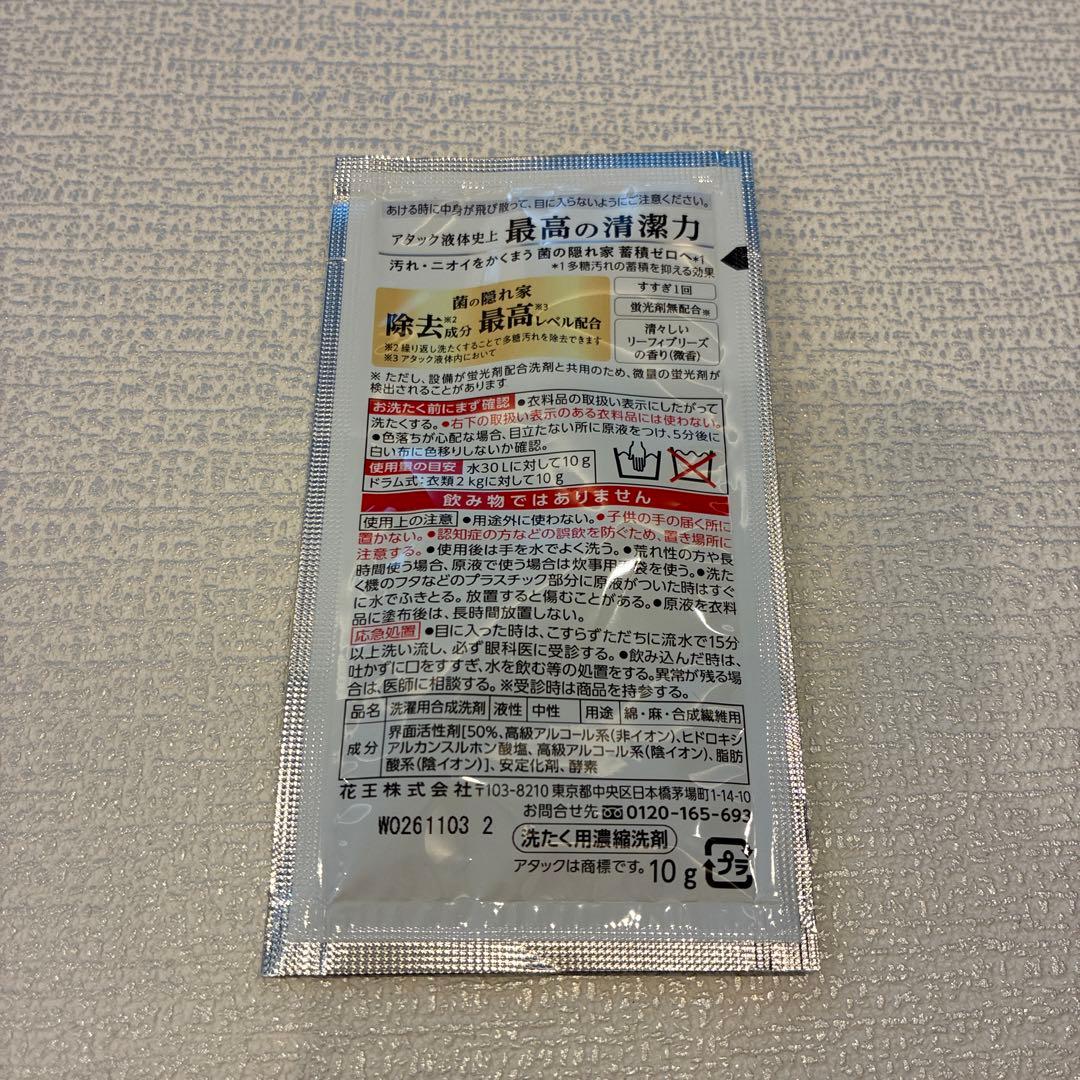 あける時に中身が飛び散って、目に入らないようにご注意ください。
アタック液体史上 最高の清潔力
汚れ・ニオイをかくまう 菌の隠れ家 蓄積ゼロへ*1
*1 多糖汚れの蓄積を抑える効果
菌の隠れ家
除去※2成分 最高※3レベル配合
※2 繰り返し洗たくすることで多糖汚れを除去できます
※3 アタック液体内において
すすぎ1回
蛍光剤無配合※
清々しい
リーフィブリーズ
の香り(微香)
※ ただし、設備が蛍光剤配合洗剤と共用のため、微量の蛍光剤が
検出されることがあります
お洗たく前にまず確認 ●衣料品の取扱い表示にしたがって
洗たくする。●右下の取扱い表示のある衣料品には使わない。
●色落ちが心配な場合、目立たない所に原液をつけ、5分後に
白い布に色移りしないか確認。
使用量の目安 水30Lに対して10g
ドラム式:衣類2kgに対して10g
飲み物ではありません
使用上の注意 ●用途外に使わない。●子供の手の届く所に
置かない。●認知症の方などの誤飲を防ぐため、置き場所に
注意する。●使用後は手を水でよく洗う。●荒れ性の方や長
時間使う場合、原液で使う場合は炊事用手袋を使う。●洗た
く機のフタなどのプラスチック部分に原液がついた時はすぐ
に水でふきとる。放置すると傷むことがある。●原液を衣料
品に塗布後は、長時間放置しない。
応急処置 ●目に入った時は、こすらずただちに流水で15分
以上洗い流し、必ず眼科医に受診する。●飲み込んだ時は、
吐かずに口をすすぎ、水を飲む等の処置をする。異常が残る場
合は、医師に相談する。※受診時は商品を持参する。
品名 洗濯用合成洗剤 液性 中性 用途 綿・麻・合成繊維用
成分 界面活性剤[50%、高級アルコール系(非イオン)、ヒドロキシ
アルカンスルホン酸塩、高級アルコール系(陰イオン)、脂肪
酸系(陰イオン)]、安定化剤、酵素
花王株式会社 〒103-8210 東京都中央区日本橋茅場町1-14-10
お問合せ先 0120-165-693
W0261103 2
洗たく用濃縮洗剤
アタックは商標です。10g
プラ